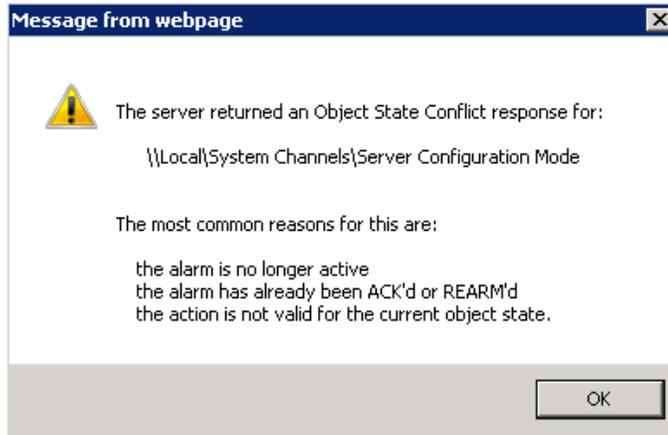 Message from webpage
The server returned an Object State Conflict response for:
\\Local\System Channels\Server Configuration Mode
The most common reasons for this are:
the alarm is no longer active
the alarm has already been ACK'd or REARM'd
the action is not valid for the current object state.
OK